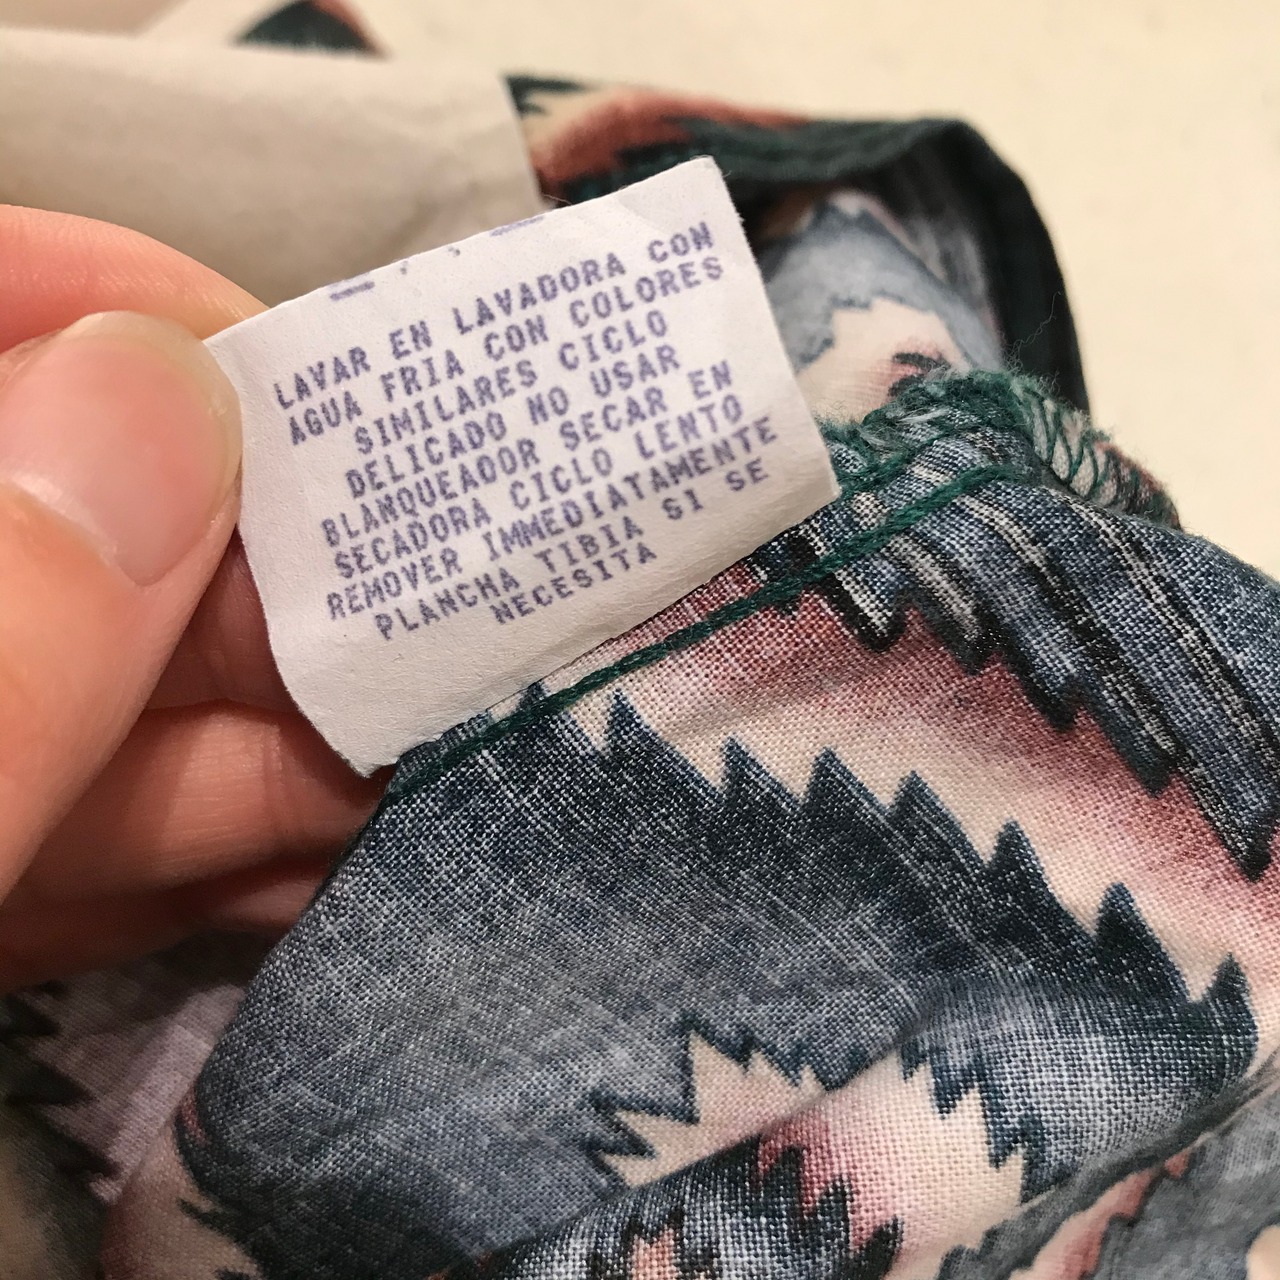 LAVAR EN LAVADORA CON
AGUA FRIA CON COLORES
SIMILARES CICLO
DELICADO NO USAR
BLANQUEADOR SECAR EN
SECADORA CICLO LENTO
REMOVER IMMEDIATAMENTE
PLANCHA TIBIA SI SE
NECESITA